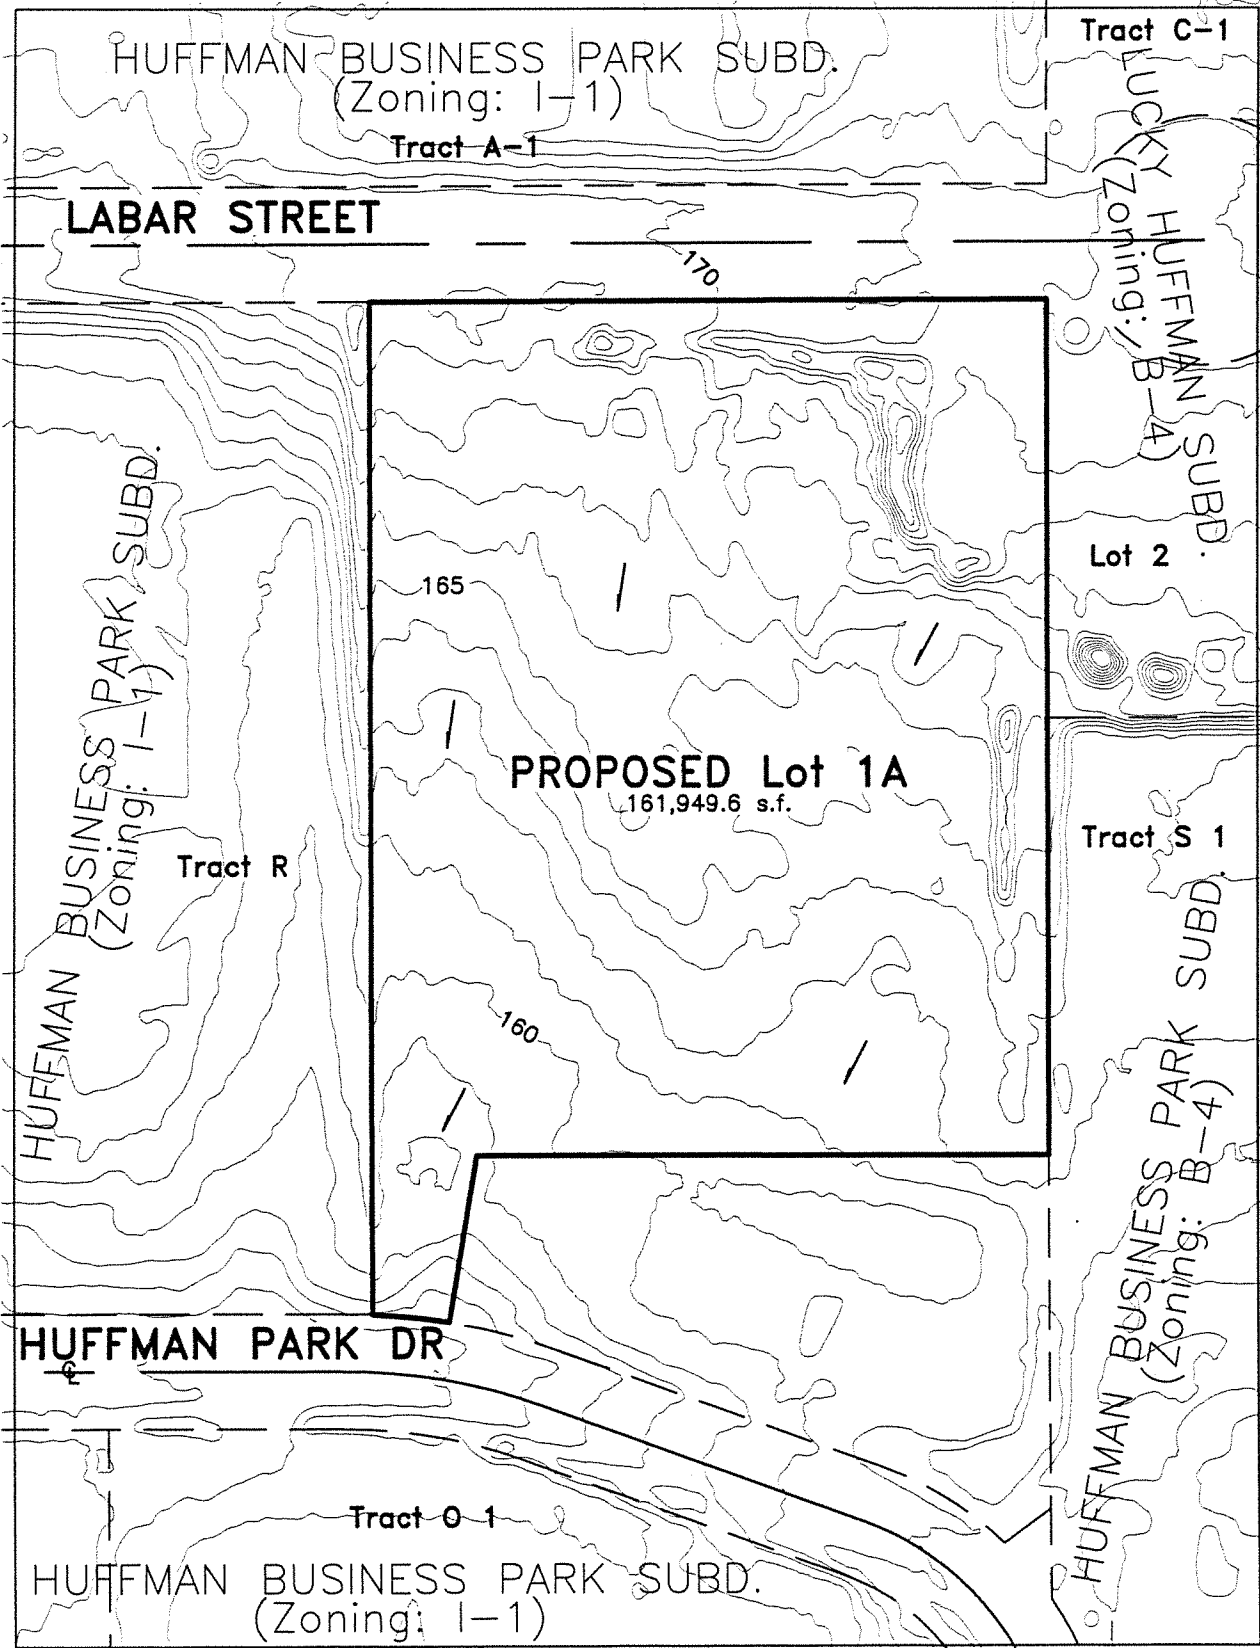 Tract C-1
HUFFMAN BUSINESS PARK SUBD.
(Zoning: I-1)
Tract A-1
LUCKY HUFFMAN SUBD.
(Zoning: B-4)
LABAR STREET
170
Lot 2
165
HUFFMAN BUSINESS PARK SUBD.
(Zoning: I-1)
PROPOSED Lot 1A
161,949.6 s.f.
Tract R
Tract S 1
160
HUFFMAN BUSINESS PARK SUBD.
(Zoning: B-4)
HUFFMAN PARK DR
℄
Tract O 1
HUFFMAN BUSINESS PARK SUBD.
(Zoning: I-1)